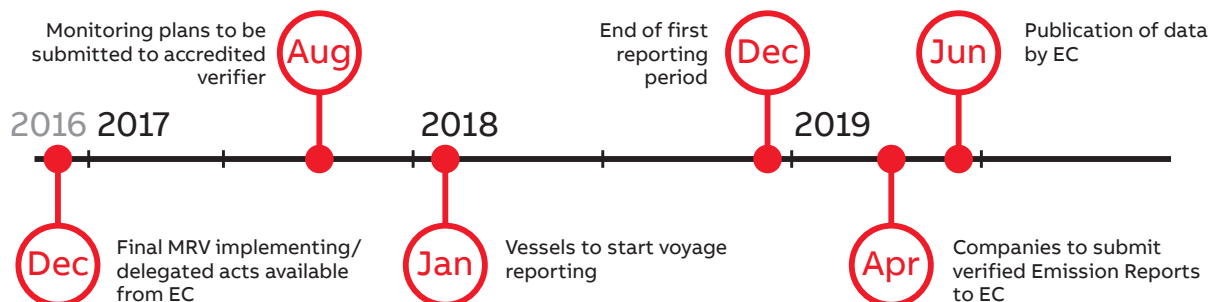 Monitoring plans to be
submitted to accredited
verifier
Aug
End of first
reporting
period
Dec
Jun
Publication of data
by EC
2016 2017
2018
2019
Dec
Final MRV implementing/
delegated acts available
from EC
Jan
Vessels to start voyage
reporting
Apr
Companies to submit
verified Emission Reports
to EC